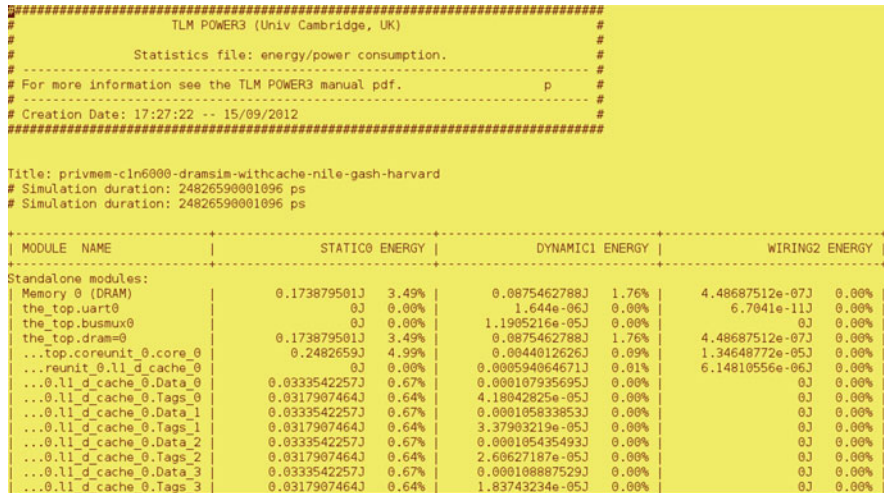 ################################################################################
# TLM POWER3 (Univ Cambridge, UK) #
# #
# Statistics file: energy/power consumption. #
# ---------------------------------------------------------------------------- #
# For more information see the TLM POWER3 manual pdf. p #
# ---------------------------------------------------------------------------- #
# Creation Date: 17:27:22 -- 15/09/2012 #
################################################################################
Title: privmem-c1n6000-dramsim-withcache-nile-gash-harvard
# Simulation duration: 24826590001096 ps
# Simulation duration: 24826590001096 ps
| MODULE NAME | STATIC0 ENERGY | DYNAMIC1 ENERGY | WIRING2 ENERGY |
Standalone modules:
| Memory 0 (DRAM) | 0.173879501J 3.49% | 0.0875462788J 1.76% | 4.48687512e-07J 0.00% |
| the_top.uart0 | 0J 0.00% | 1.644e-06J 0.00% | 6.7041e-11J 0.00% |
| the_top.busmux0 | 0J 0.00% | 1.1905216e-05J 0.00% | 0J 0.00% |
| the_top.dram=0 | 0.173879501J 3.49% | 0.0875462788J 1.76% | 4.48687512e-07J 0.00% |
| ...top.coreunit_0.core_0 | 0.2482659J 4.99% | 0.0044012626J 0.09% | 1.34648772e-05J 0.00% |
| ...reunit_0.l1_d_cache_0 | 0J 0.00% | 0.000594064671J 0.01% | 6.14810556e-06J 0.00% |
| ...0.l1_d_cache_0.Data_0 | 0.0333542257J 0.67% | 0.0001079356​95J 0.00% | 0J 0.00% |
| ...0.l1_d_cache_0.Tags_0 | 0.0317907464J 0.64% | 4.18042825e-05J 0.00% | 0J 0.00% |
| ...0.l1_d_cache_0.Data_1 | 0.0333542257J 0.67% | 0.000105833853J 0.00% | 0J 0.00% |
| ...0.l1_d_cache_0.Tags_1 | 0.0317907464J 0.64% | 3.37903219e-05J 0.00% | 0J 0.00% |
| ...0.l1_d_cache_0.Data_2 | 0.0333542257J 0.67% | 0.000105435493J 0.00% | 0J 0.00% |
| ...0.l1_d_cache_0.Tags_2 | 0.0317907464J 0.64% | 2.60627187e-05J 0.00% | 0J 0.00% |
| ...0.l1_d_cache_0.Data_3 | 0.0333542257J 0.67% | 0.000108887529J 0.00% | 0J 0.00% |
| ...0.l1_d_cache_0.Tags_3 | 0.0317907464J 0.64% | 1.83743234e-05J 0.00% | 0J 0.00% |